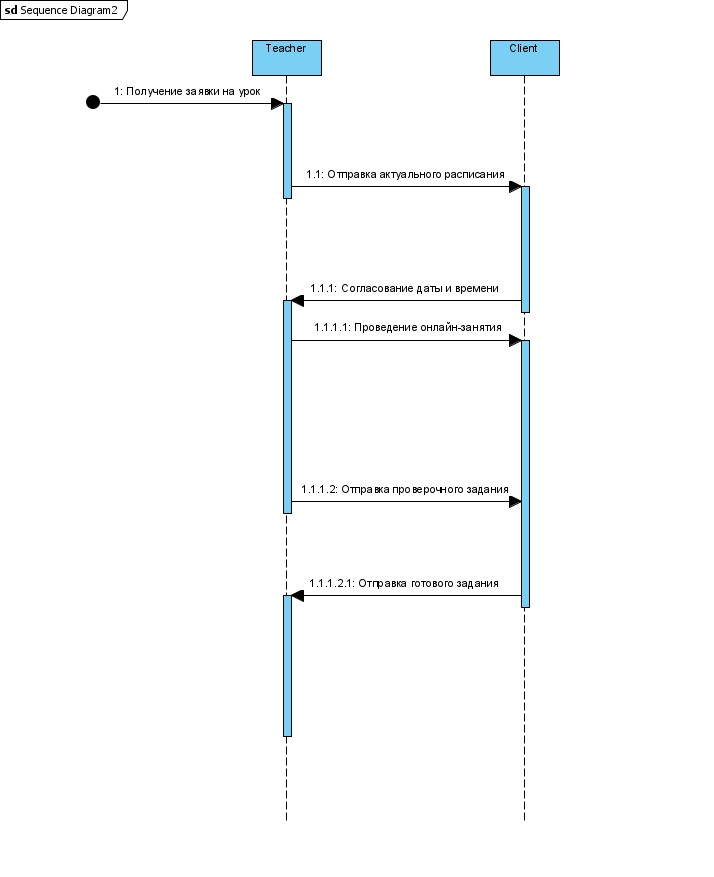 sd Sequence Diagram2
Teacher
Client
1: Получение заявки на урок
1.1: Отправка актуального расписания
1.1.1: Согласование даты и времени
1.1.1.1: Проведение онлайн-занятия
1.1.1.2: Отправка проверочного задания
1.1.1.2.1: Отправка готового задания